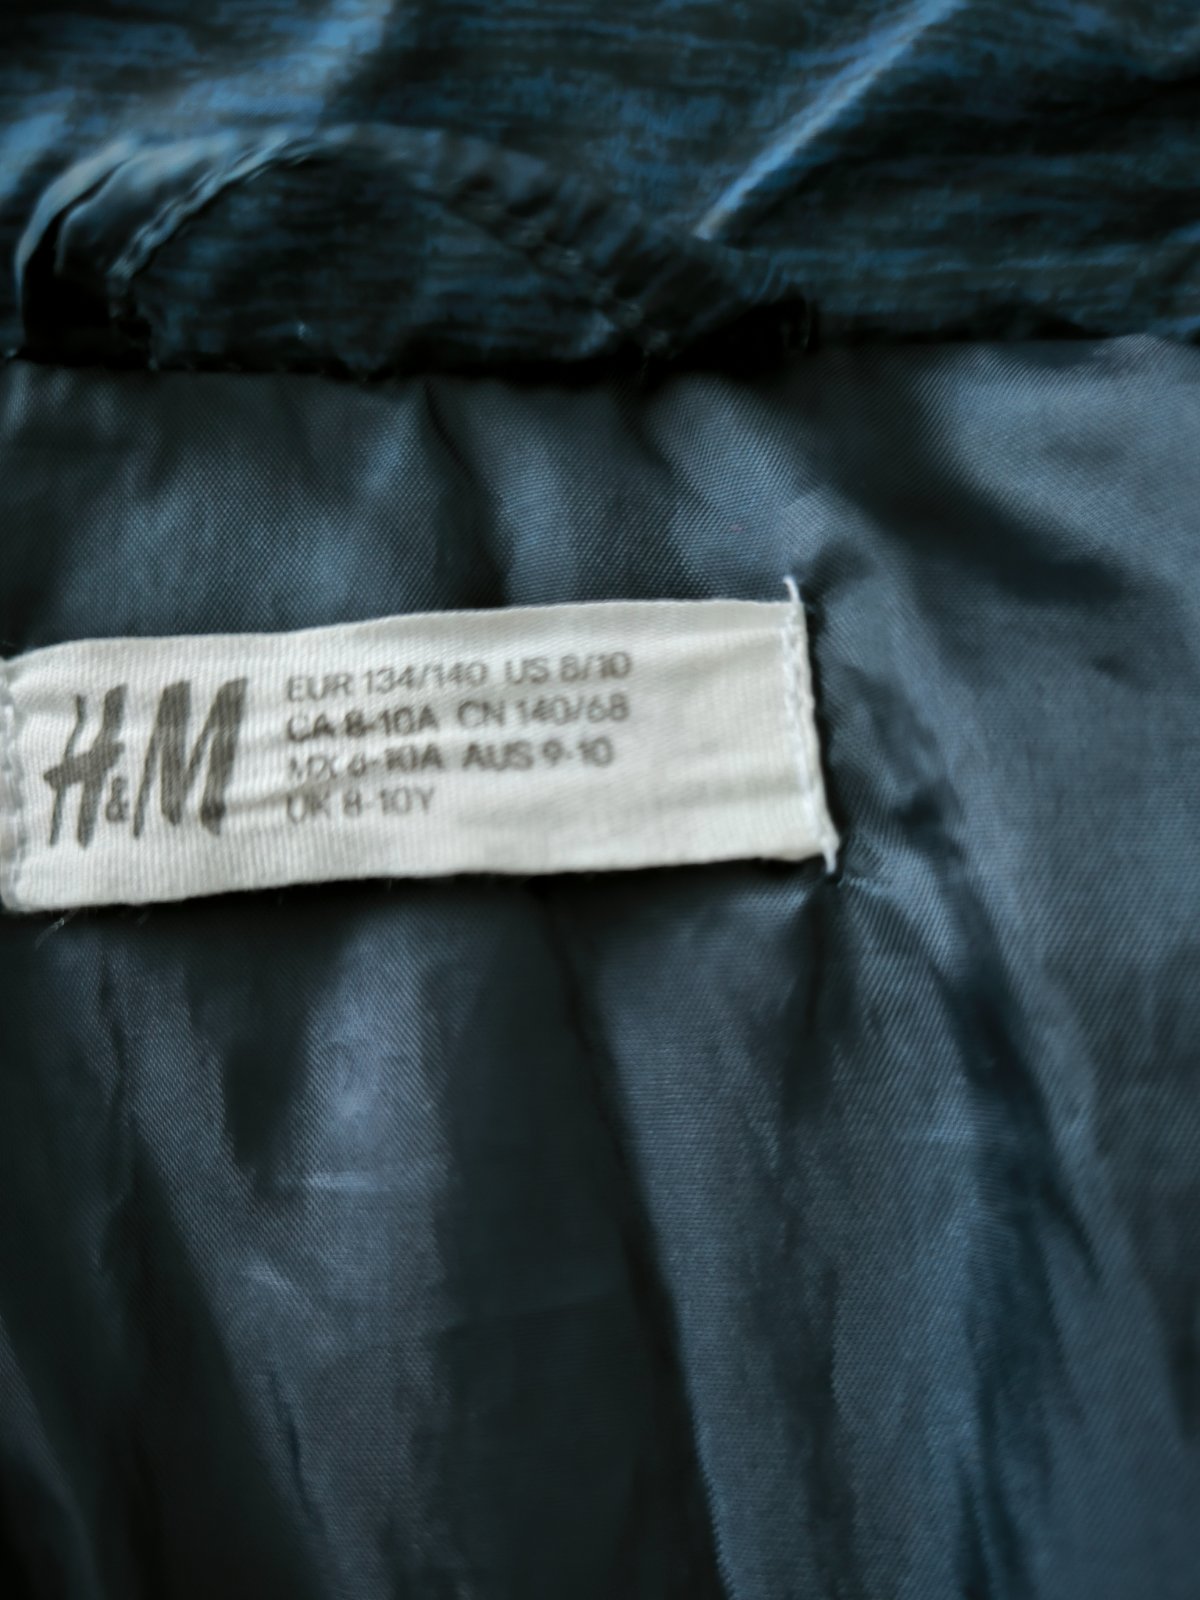 H&M
EUR 134/140 US 8/10
CA 8-10A CN 140/68
MX 8-10A AUS 9-10
UK 8-10Y